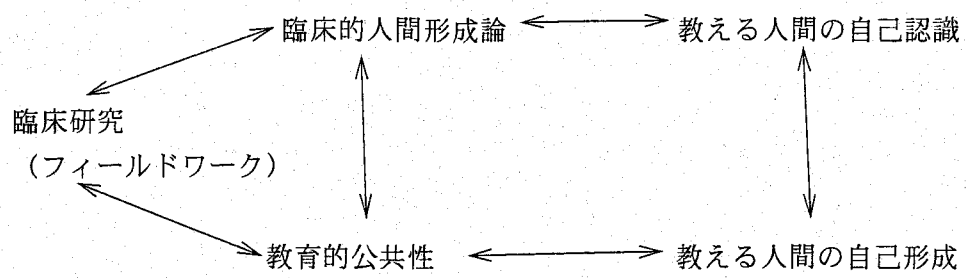 臨床的人間形成論
教える人間の自己認識
臨床研究
（フィールドワーク）
教育的公共性
教える人間の自己形成